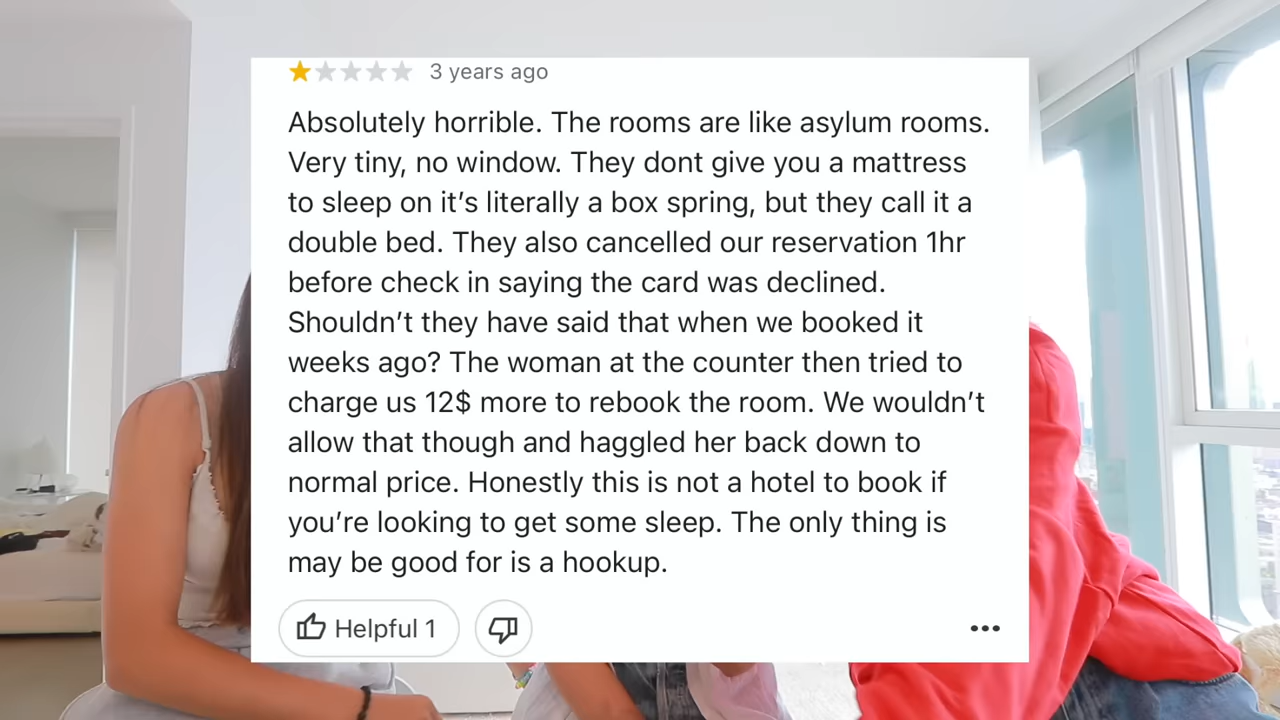 3 years ago
Absolutely horrible. The rooms are like asylum rooms.
Very tiny, no window. They dont give you a mattress
to sleep on it’s literally a box spring, but they call it a
double bed. They also cancelled our reservation 1hr
before check in saying the card was declined.
Shouldn’t they have said that when we booked it
weeks ago? The woman at the counter then tried to
charge us 12$ more to rebook the room. We wouldn’t
allow that though and haggled her back down to
normal price. Honestly this is not a hotel to book if
you’re looking to get some sleep. The only thing is
may be good for is a hookup.
Helpful 1